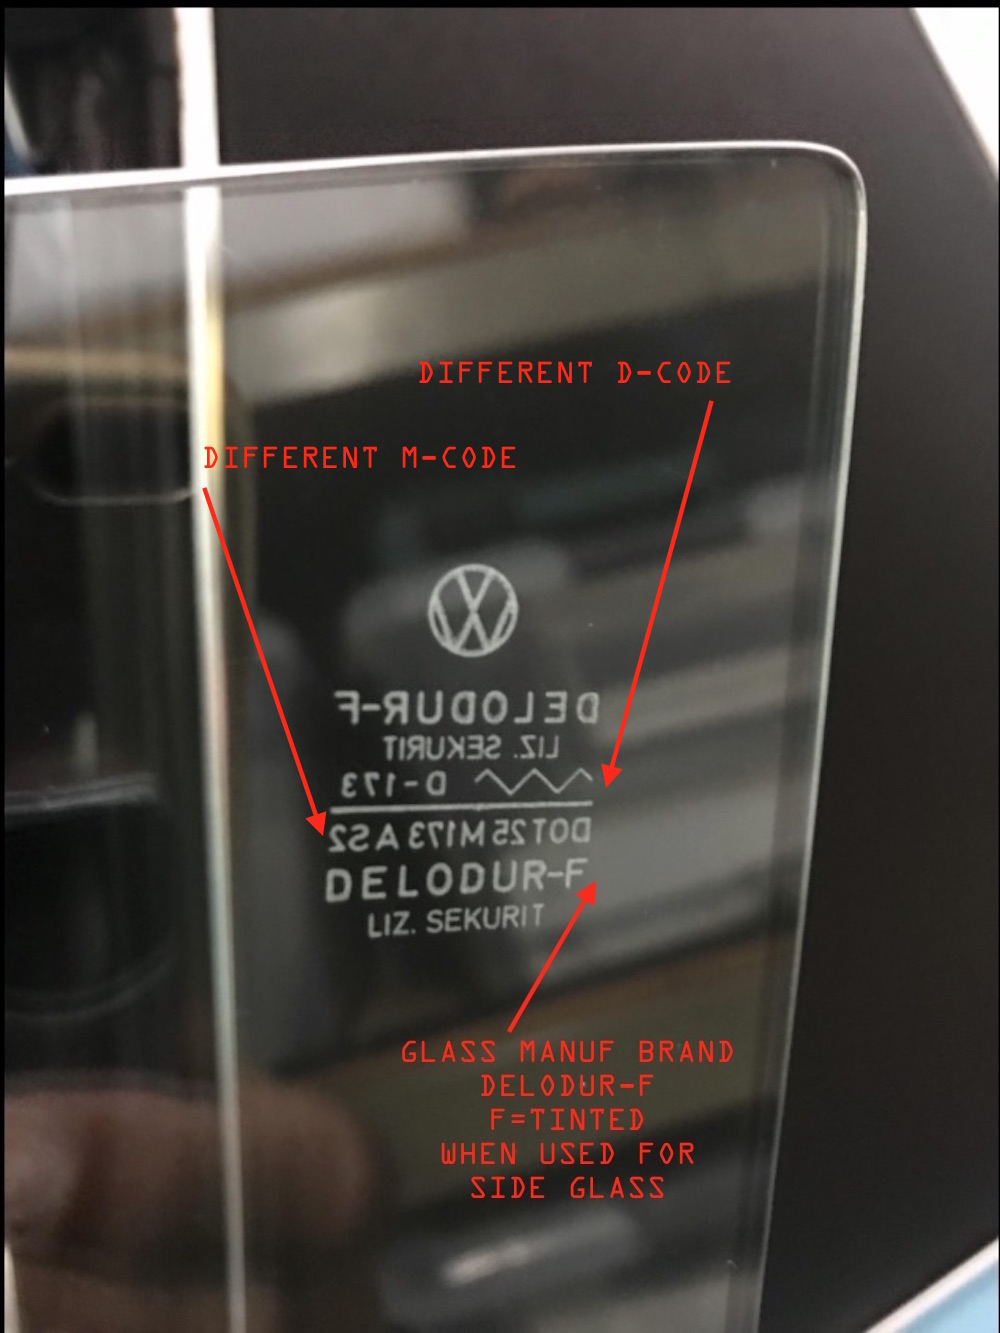 DIFFERENT D-CODE
DIFFERENT M-CODE
DELODUR-F
LIZ. SEKURIT
D-173
DOT25 M173 AS2
DELODUR-F
LIZ. SEKURIT
GLASS MANUF BRAND
DELODUR-F
F=TINTED
WHEN USED FOR
SIDE GLASS